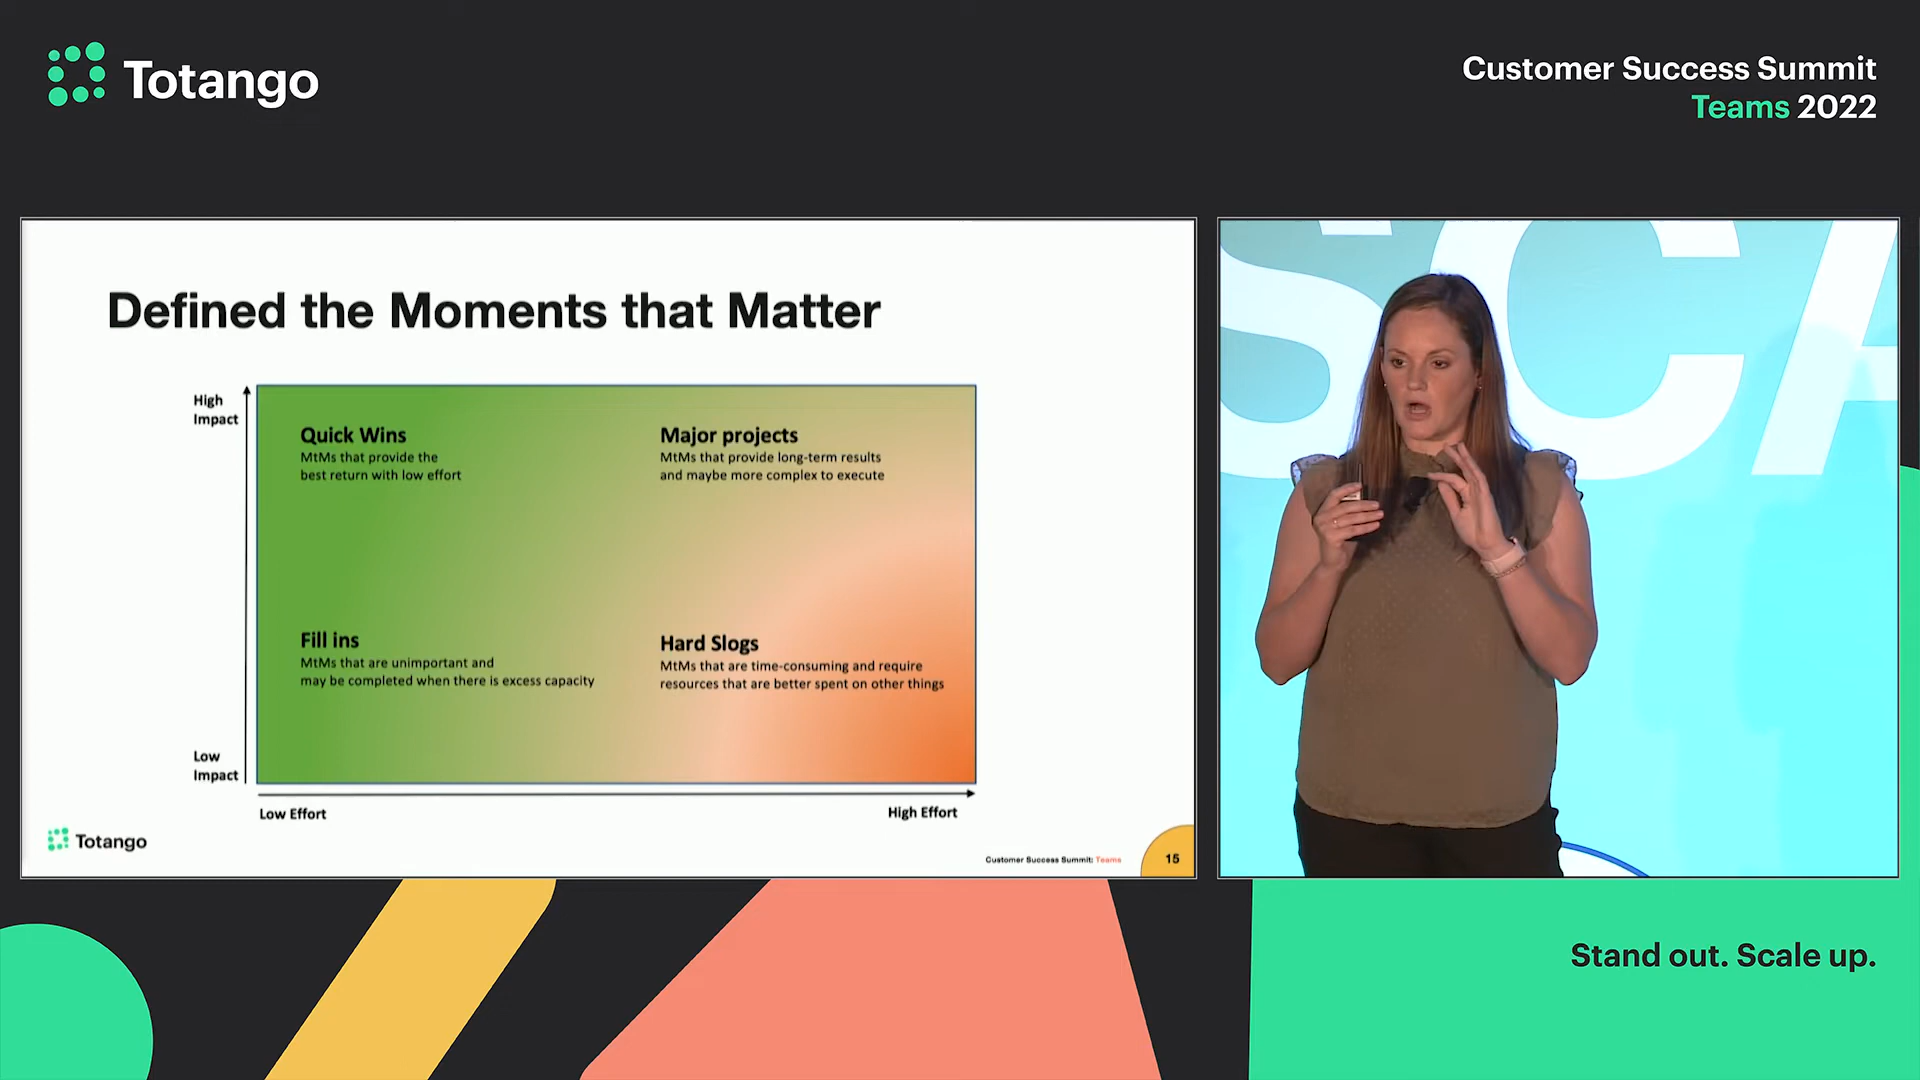 Totango
Customer Success Summit
Teams 2022
Defined the Moments that Matter
High
Impact
Quick Wins
MtMs that provide the
best return with low effort
Major projects
MtMs that provide long-term results
and maybe more complex to execute
Fill ins
MtMs that are unimportant and
may be completed when there is excess capacity
Hard Slogs
MtMs that are time-consuming and require
resources that are better spent on other things
Low
Impact
Low Effort
High Effort
Totango
Customer Success Summit: Teams
15
SCA
Stand out. Scale up.